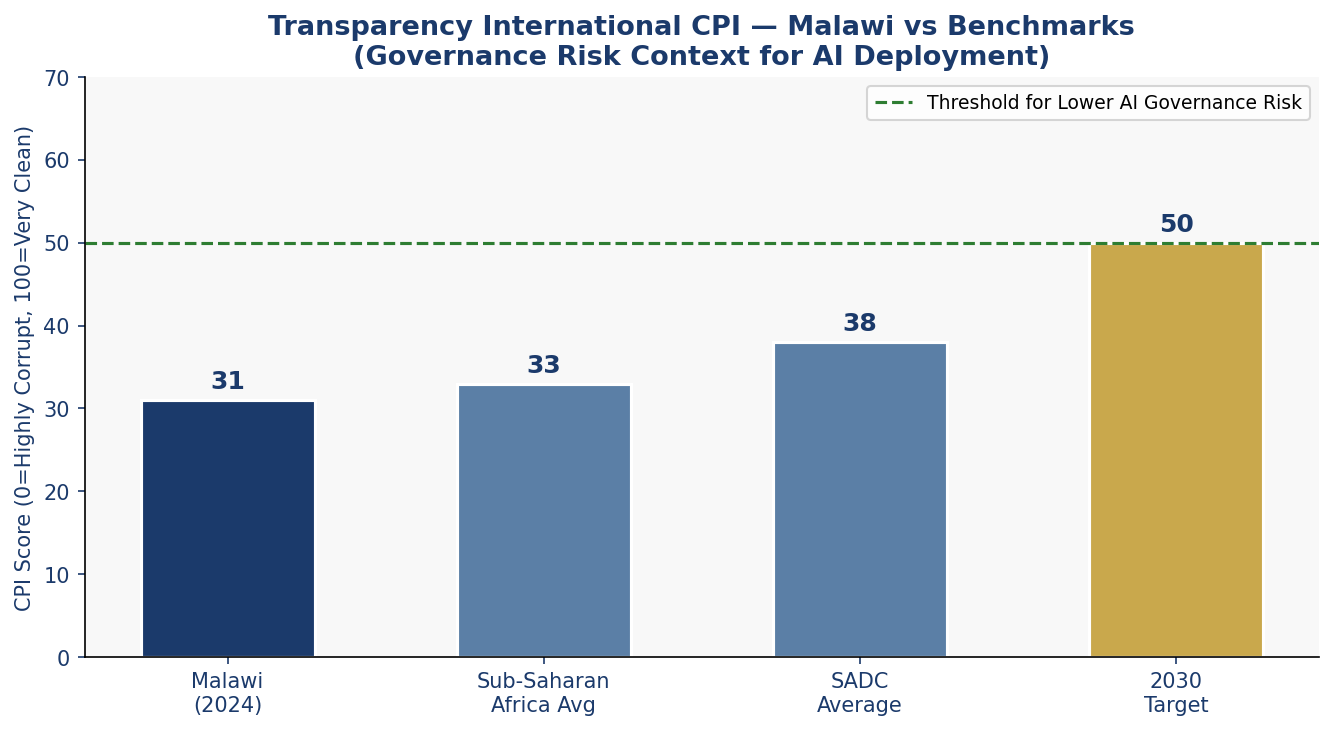 Transparency International CPI — Malawi vs Benchmarks
(Governance Risk Context for AI Deployment)
CPI Score (0=Highly Corrupt, 100=Very Clean)
70
60
50
40
30
20
10
0
Threshold for Lower AI Governance Risk
31
33
38
50
Malawi
(2024)
Sub-Saharan
Africa Avg
SADC
Average
2030
Target